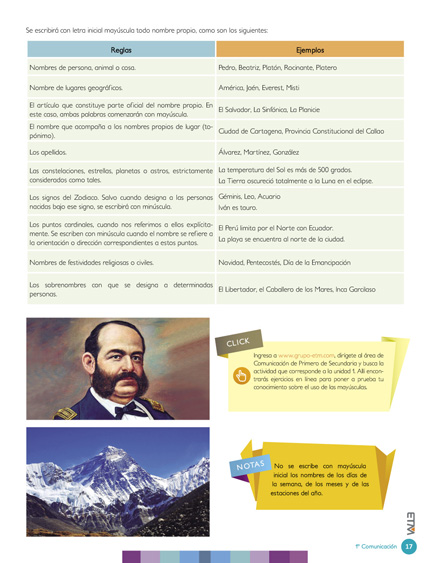 Se escribirá con letra inicial mayúscula todo nombre propio, como son los siguientes:
Reglas
Ejemplos
Nombres de persona, animal o cosa.
Pedro, Beatriz, Platón, Rocinante, Platero
Nombre de lugares geográficos.
América, Jaén, Everest, Misti
El artículo que constituye parte oficial del nombre propio. En
este caso, ambas palabras comenzarán con mayúscula.
El Salvador, La Sinfónica, La Planicie
El nombre que acompaña a los nombres propios de lugar (to-
pónimo).
Ciudad de Cartagena, Provincia Constitucional del Callao
Los apellidos.
Álvarez, Martínez, González
Las constelaciones, estrellas, planetas o astros, estrictamente
considerados como tales.
La temperatura del Sol es más de 500 grados.
La Tierra oscureció totalmente a la Luna en el eclipse.
Los signos del Zodiaco. Salvo cuando designa a las personas
nacidas bajo ese signo, se escribirá con minúscula.
Géminis, Leo, Acuario
Iván es tauro.
Los puntos cardinales, cuando nos referimos a ellos explícita-
mente. Se escriben con minúscula cuando el nombre se refiere a
la orientación o dirección correspondientes a estos puntos.
El Perú limita por el Norte con Ecuador.
La playa se encuentra al norte de la ciudad.
Nombres de festividades religiosas o civiles.
Navidad, Pentecostés, Día de la Emancipación
Los sobrenombres con que se designa a determinadas
personas.
El Libertador, el Caballero de los Mares, Inca Garcilaso
CLICK
Ingresa a www.grupo-etm.com, dirígete al área de
Comunicación de Primero de Secundaria y busca la
actividad que corresponde a la unidad 1. Allí encon-
trarás ejercicios en línea para poner a prueba tu
conocimiento sobre el uso de las mayúsculas.
NOTAS
No se escribe con mayúscula
inicial los nombres de los días de
la semana, de los meses y de las
estaciones del año.
ETM
1° Comunicación
17